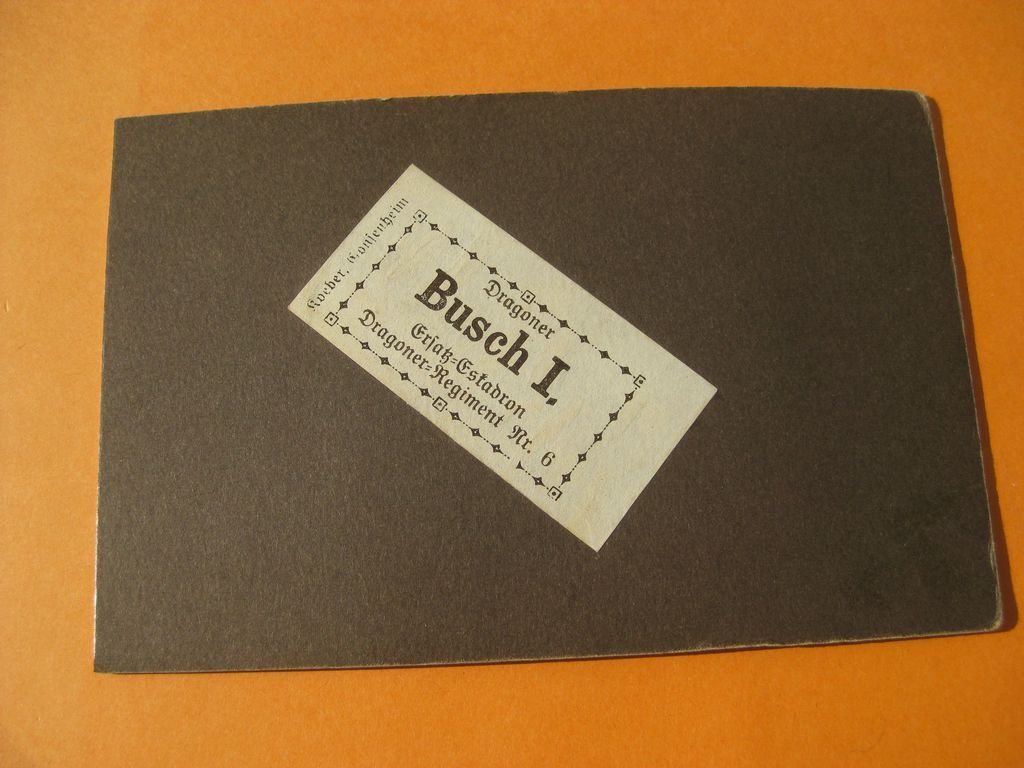 Dragoner
Busch I.
Ersatz=Eskadron
Dragoner=Regiment Nr. 6
Koeber, Gonsenheim